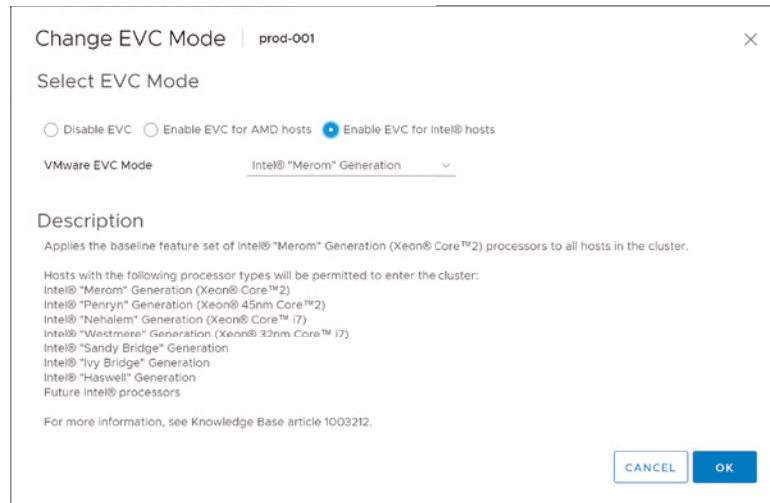 Change EVC Mode prod-001
Select EVC Mode
Disable EVC Enable EVC for AMD hosts Enable EVC for Intel® hosts
VMware EVC Mode Intel® "Merom" Generation
Description
Applies the baseline feature set of Intel® "Merom" Generation (Xeon® Core™2) processors to all hosts in the cluster.
Hosts with the following processor types will be permitted to enter the cluster:
Intel® "Merom" Generation (Xeon® Core™2)
Intel® "Penryn" Generation (Xeon® 45nm Core™2)
Intel® "Nehalem" Generation (Xeon® Core™ i7)
Intel® "Westmere" Generation (Xeon® 32nm Core™ i7)
Intel® "Sandy Bridge" Generation
Intel® "Ivy Bridge" Generation
Intel® "Haswell" Generation
Future Intel® processors
For more information, see Knowledge Base article 1003212.
CANCEL OK